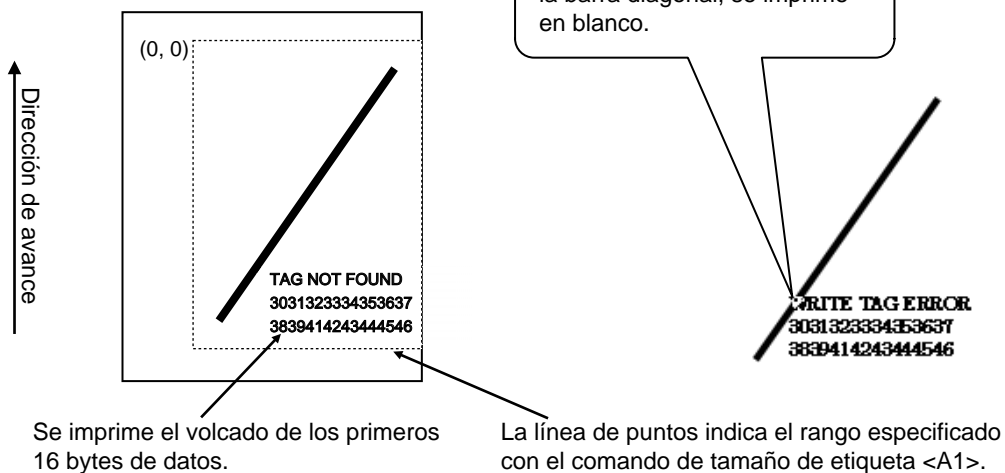 la barra diagonal, se imprime
en blanco.
(0, 0)
Dirección de avance
TAG NOT FOUND
3031323334353637
3839414243444546
WRITE TAG ERROR
3031323334353637
3839414243444546
Se imprime el volcado de los primeros
16 bytes de datos.
La línea de puntos indica el rango especificado
con el comando de tamaño de etiqueta <A1>.